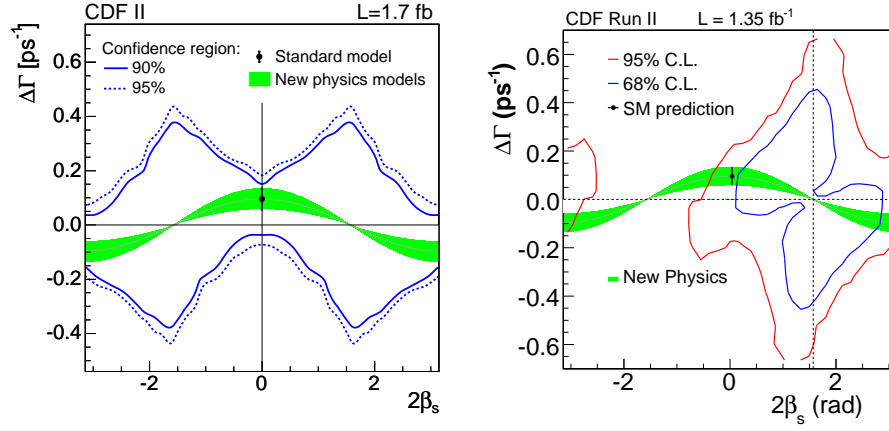 CDF II L=1.7 fb
Confidence region:
90%
95%
Standard model
New physics models
ΔΓ [ps⁻¹]
0.4
0.2
0.0
-0.2
-0.4
-2 0 2
2βs
CDF Run II L = 1.35 fb⁻¹
95% C.L.
68% C.L.
SM prediction
New Physics
ΔΓ (ps⁻¹)
0.6
0.4
0.2
0.0
-0.2
-0.4
-0.6
-2 0 2
2βs (rad)